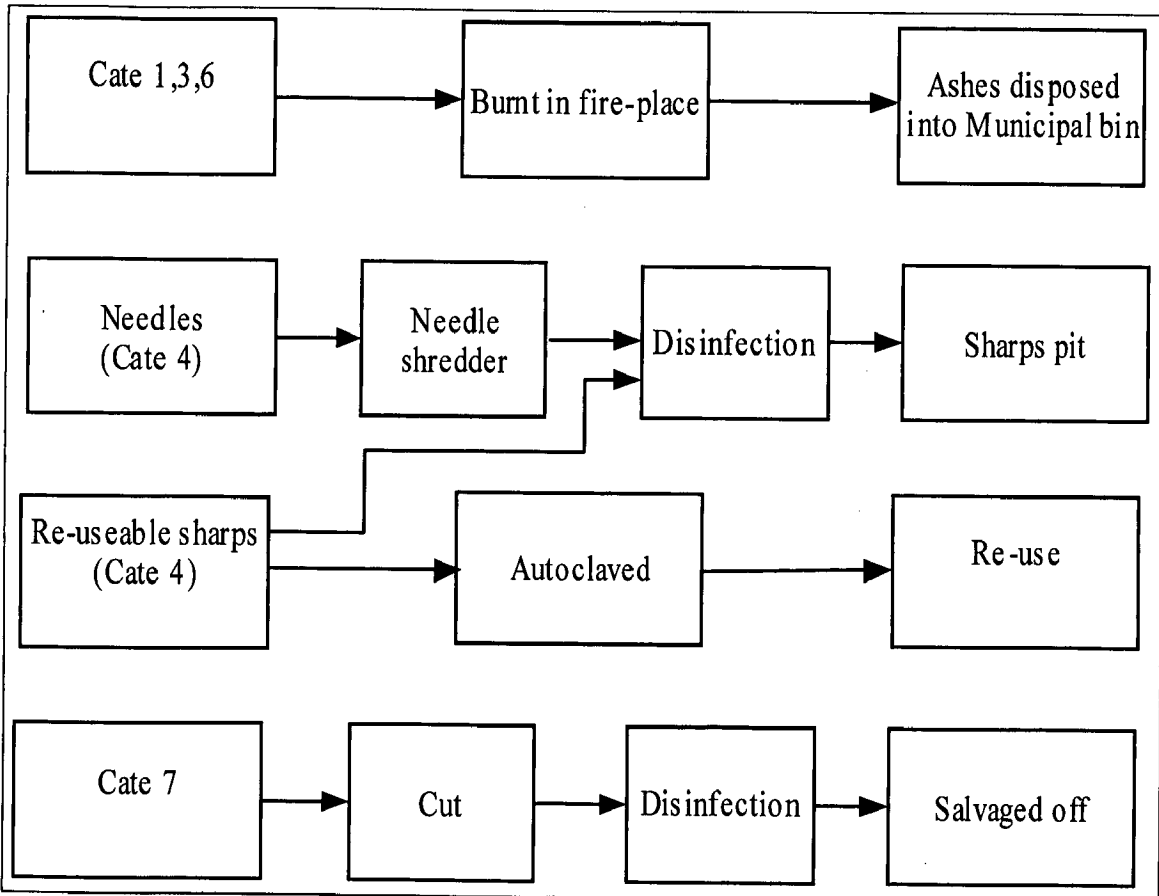 Cate 1,3,6
Burnt in fire-place
Ashes disposed
into Municipal bin
Needles
(Cate 4)
Needle
shredder
Disinfection
Sharps pit
Re-useable sharps
(Cate 4)
Autoclaved
Re-use
Cate 7
Cut
Disinfection
Salvaged off